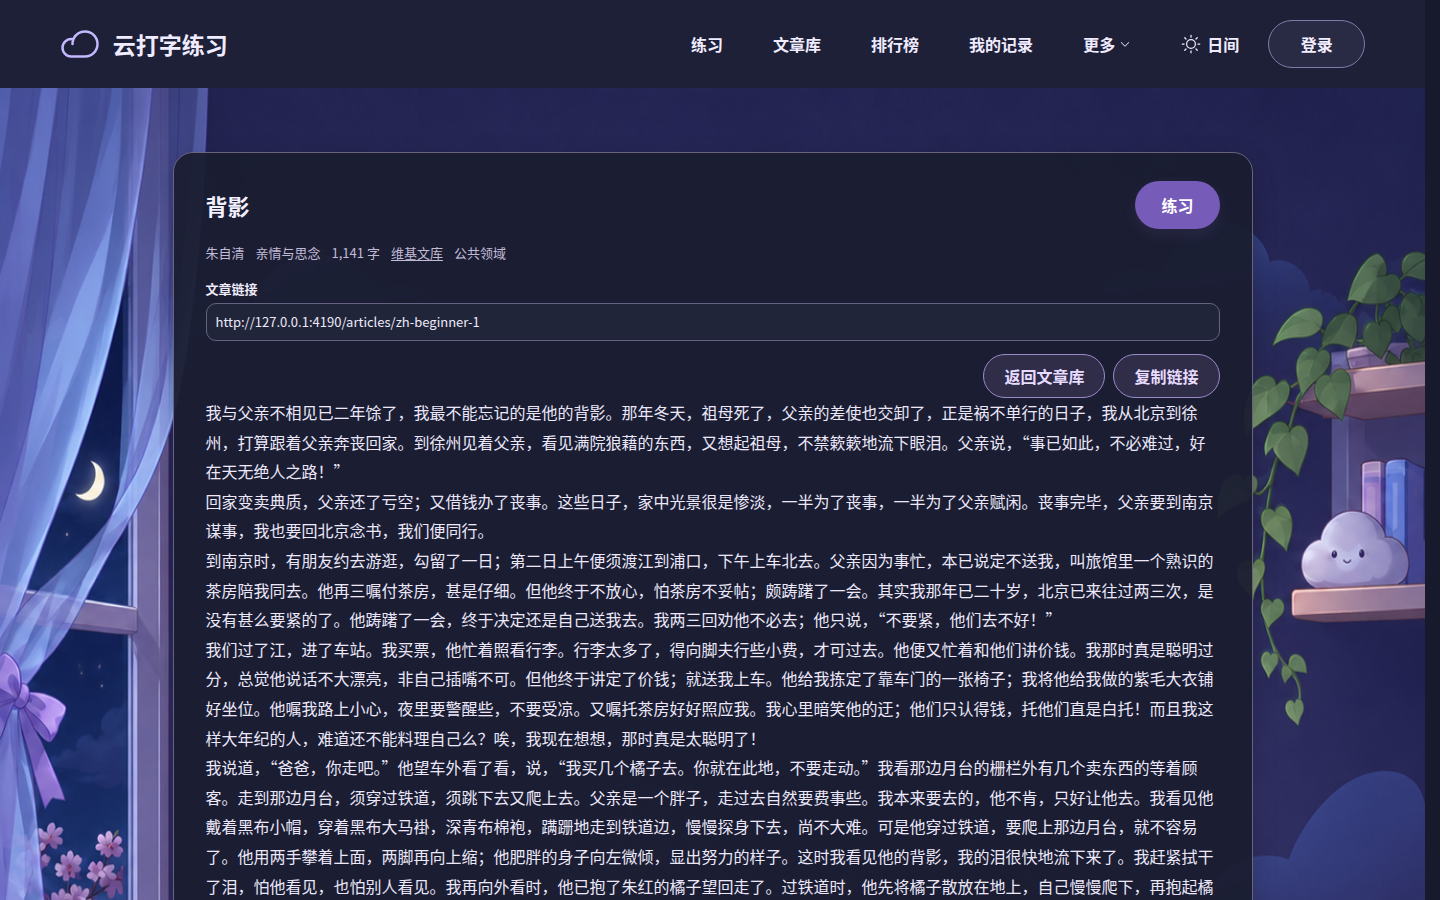 云打字练习
练习
文章库
排行榜
我的记录
更多
日间
登录
背影
练习
朱自清 亲情与思念 1,141 字 维基文库 公共领域
文章链接
http://127.0.0.1:4190/articles/zh-beginner-1
返回文章库
复制链接
我与父亲不相见已二年馀了，我最不能忘记的是他的背影。那年冬天，祖母死了，父亲的差使也交卸了，正是祸不单行的日子，我从北京到徐
州，打算跟着父亲奔丧回家。到徐州见着父亲，看见满院狼藉的东西，又想起祖母，不禁簌簌地流下眼泪。父亲说，“事已如此，不必难过，好
在天无绝人之路！”
回家变卖典质，父亲还了亏空；又借钱办了丧事。这些日子，家中光景很是惨淡，一半为了丧事，一半为了父亲赋闲。丧事完毕，父亲要到南京
谋事，我也要回北京念书，我们便同行。
到南京时，有朋友约去游逛，勾留了一日；第二日上午便须渡江到浦口，下午上车北去。父亲因为事忙，本已说定不送我，叫旅馆里一个熟识的
茶房陪我同去。他再三嘱付茶房，甚是仔细。但他终于不放心，怕茶房不妥帖；颇踌躇了一会。其实我那年已二十岁，北京已来往过两三次，是
没有甚么要紧的了。他踌躇了一会，终于决定还是自己送我去。我两三回劝他不必去；他只说，“不要紧，他们去不好！”
我们过了江，进了车站。我买票，他忙着照看行李。行李太多了，得向脚夫行些小费，才可过去。他便又忙着和他们讲价钱。我那时真是聪明过
分，总觉他说话不大漂亮，非自己插嘴不可。但他终于讲定了价钱；就送我上车。他给我拣定了靠车门的一张椅子；我将他给我做的紫毛大衣铺
好坐位。他嘱我路上小心，夜里要警醒些，不要受凉。又嘱托茶房好好照应我。我心里暗笑他的迂；他们只认得钱，托他们直是白托！而且我这
样大年纪的人，难道还不能料理自己么？唉，我现在想想，那时真是太聪明了！
我说道，“爸爸，你走吧。”他望车外看了看，说，“我买几个橘子去。你就在此地，不要走动。”我看那边月台的栅栏外有几个卖东西的等着顾
客。走到那边月台，须穿过铁道，须跳下去又爬上去。父亲是一个胖子，走过去自然要费事些。我本来要去的，他不肯，只好让他去。我看见他
戴着黑布小帽，穿着黑布大马褂，深青布棉袍，蹒跚地走到铁道边，慢慢探身下去，尚不大难。可是他穿过铁道，要爬上那边月台，就不容易
了。他用两手攀着上面，两脚再向上缩；他肥胖的身子向左微倾，显出努力的样子。这时我看见他的背影，我的泪很快地流下来了。我赶紧拭干
了泪，怕他看见，也怕别人看见。我再向外看时，他已抱了朱红的橘子望回走了。过铁道时，他先将橘子散放在地上，自己慢慢爬下，再抱起橘